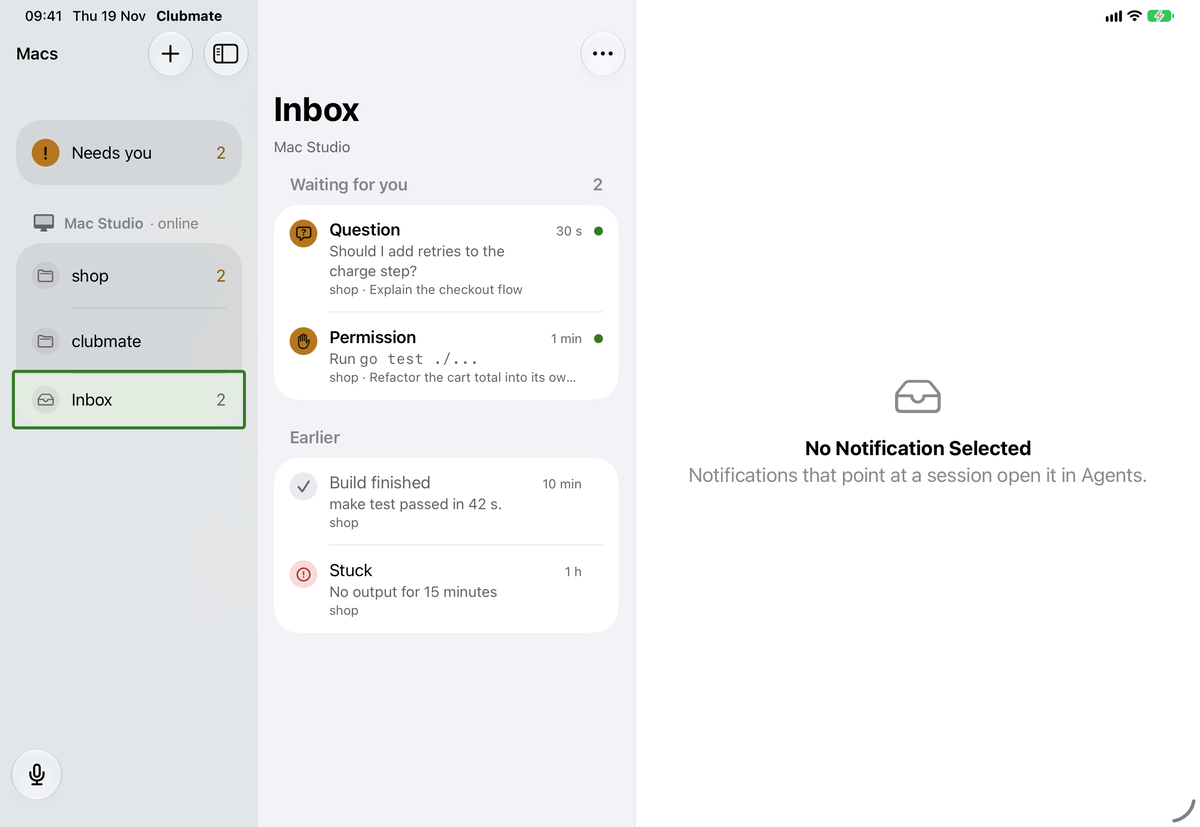 09:41 Thu 19 Nov Clubmate
Macs
Needs you 2
Mac Studio · online
shop 2
clubmate
Inbox 2
Inbox
Mac Studio
Waiting for you 2
Question 30 s
Should I add retries to the
charge step?
shop · Explain the checkout flow
Permission 1 min
Run go test ./...
shop · Refactor the cart total into its ow...
Earlier
Build finished 10 min
make test passed in 42 s.
shop
Stuck 1 h
No output for 15 minutes
shop
No Notification Selected
Notifications that point at a session open it in Agents.